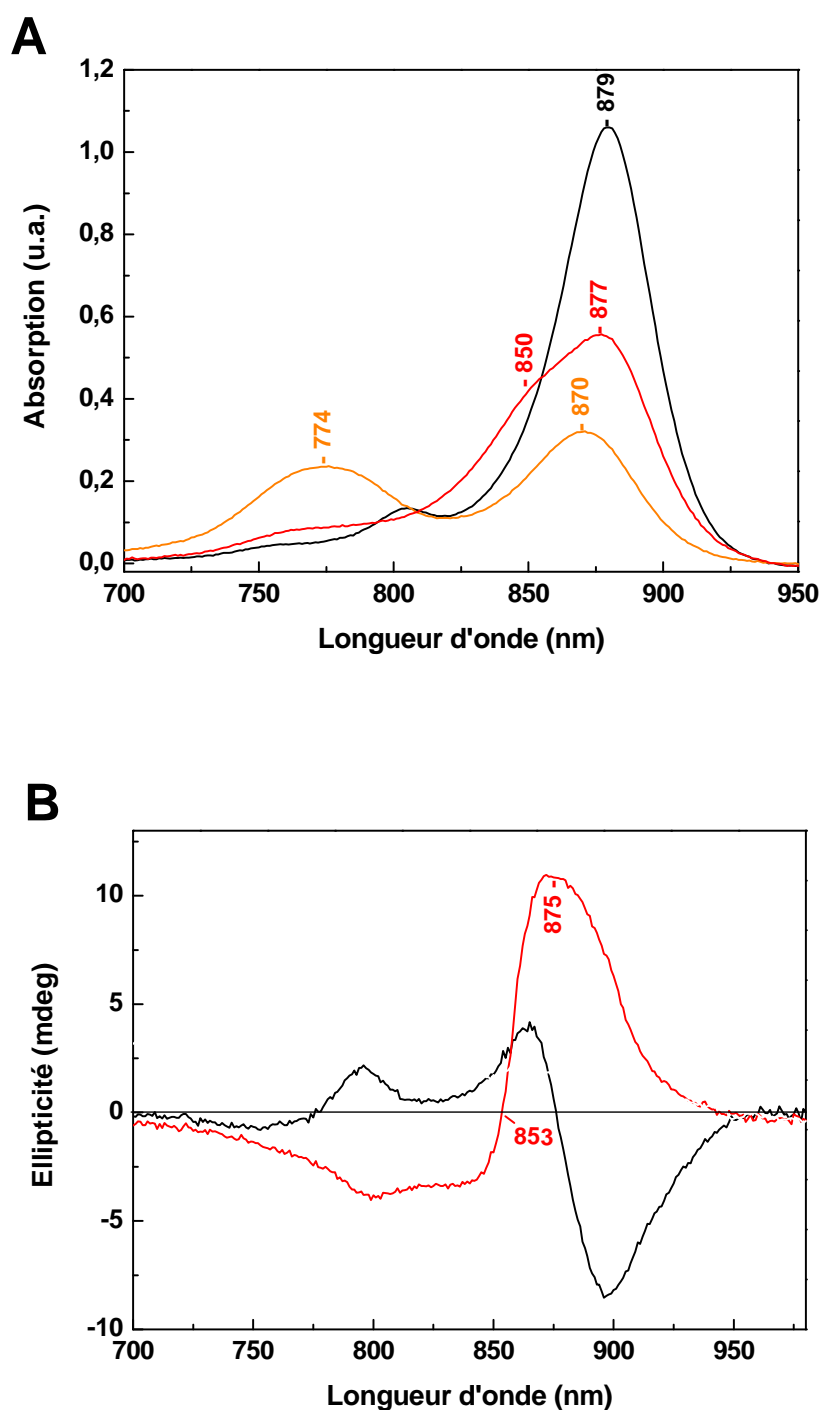 A
1,2
1,0
0,8
0,6
0,4
0,2
0,0
879
877
850
870
774
700 750 800 850 900 950
Absorption (u.a.)
Longueur d'onde (nm)
B
10
5
0
-5
-10
875
853
700 750 800 850 900 950
Ellipticité (mdeg)
Longueur d'onde (nm)